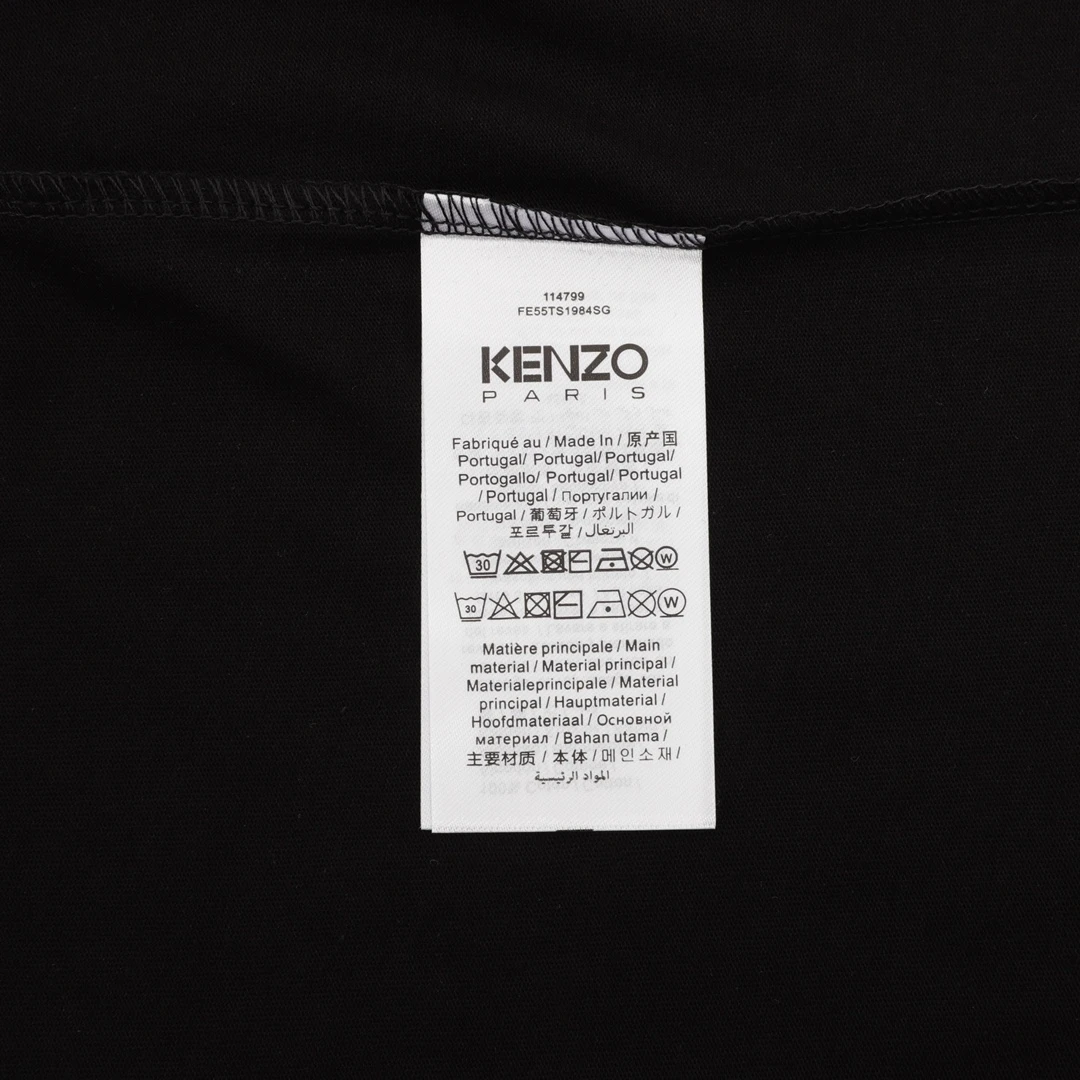 114799
FE55TS1984SG
KENZO
PARIS
Fabriqué au / Made In / 原产国
Portugal/ Portugal/ Portugal/
Portogallo/ Portugal/ Portugal
/ Portugal / Португалии /
Portugal / 葡萄牙 / ポルトガル /
포르투갈 / البرتغال
30 W
30 W
Matière principale / Main
material / Material principal /
Materialeprincipale / Material
principal / Hauptmaterial /
Hoofdmateriaal / Основной
материал / Bahan utama /
主要材质 / 本体 / 메인소재 /
المواد الرئيسية